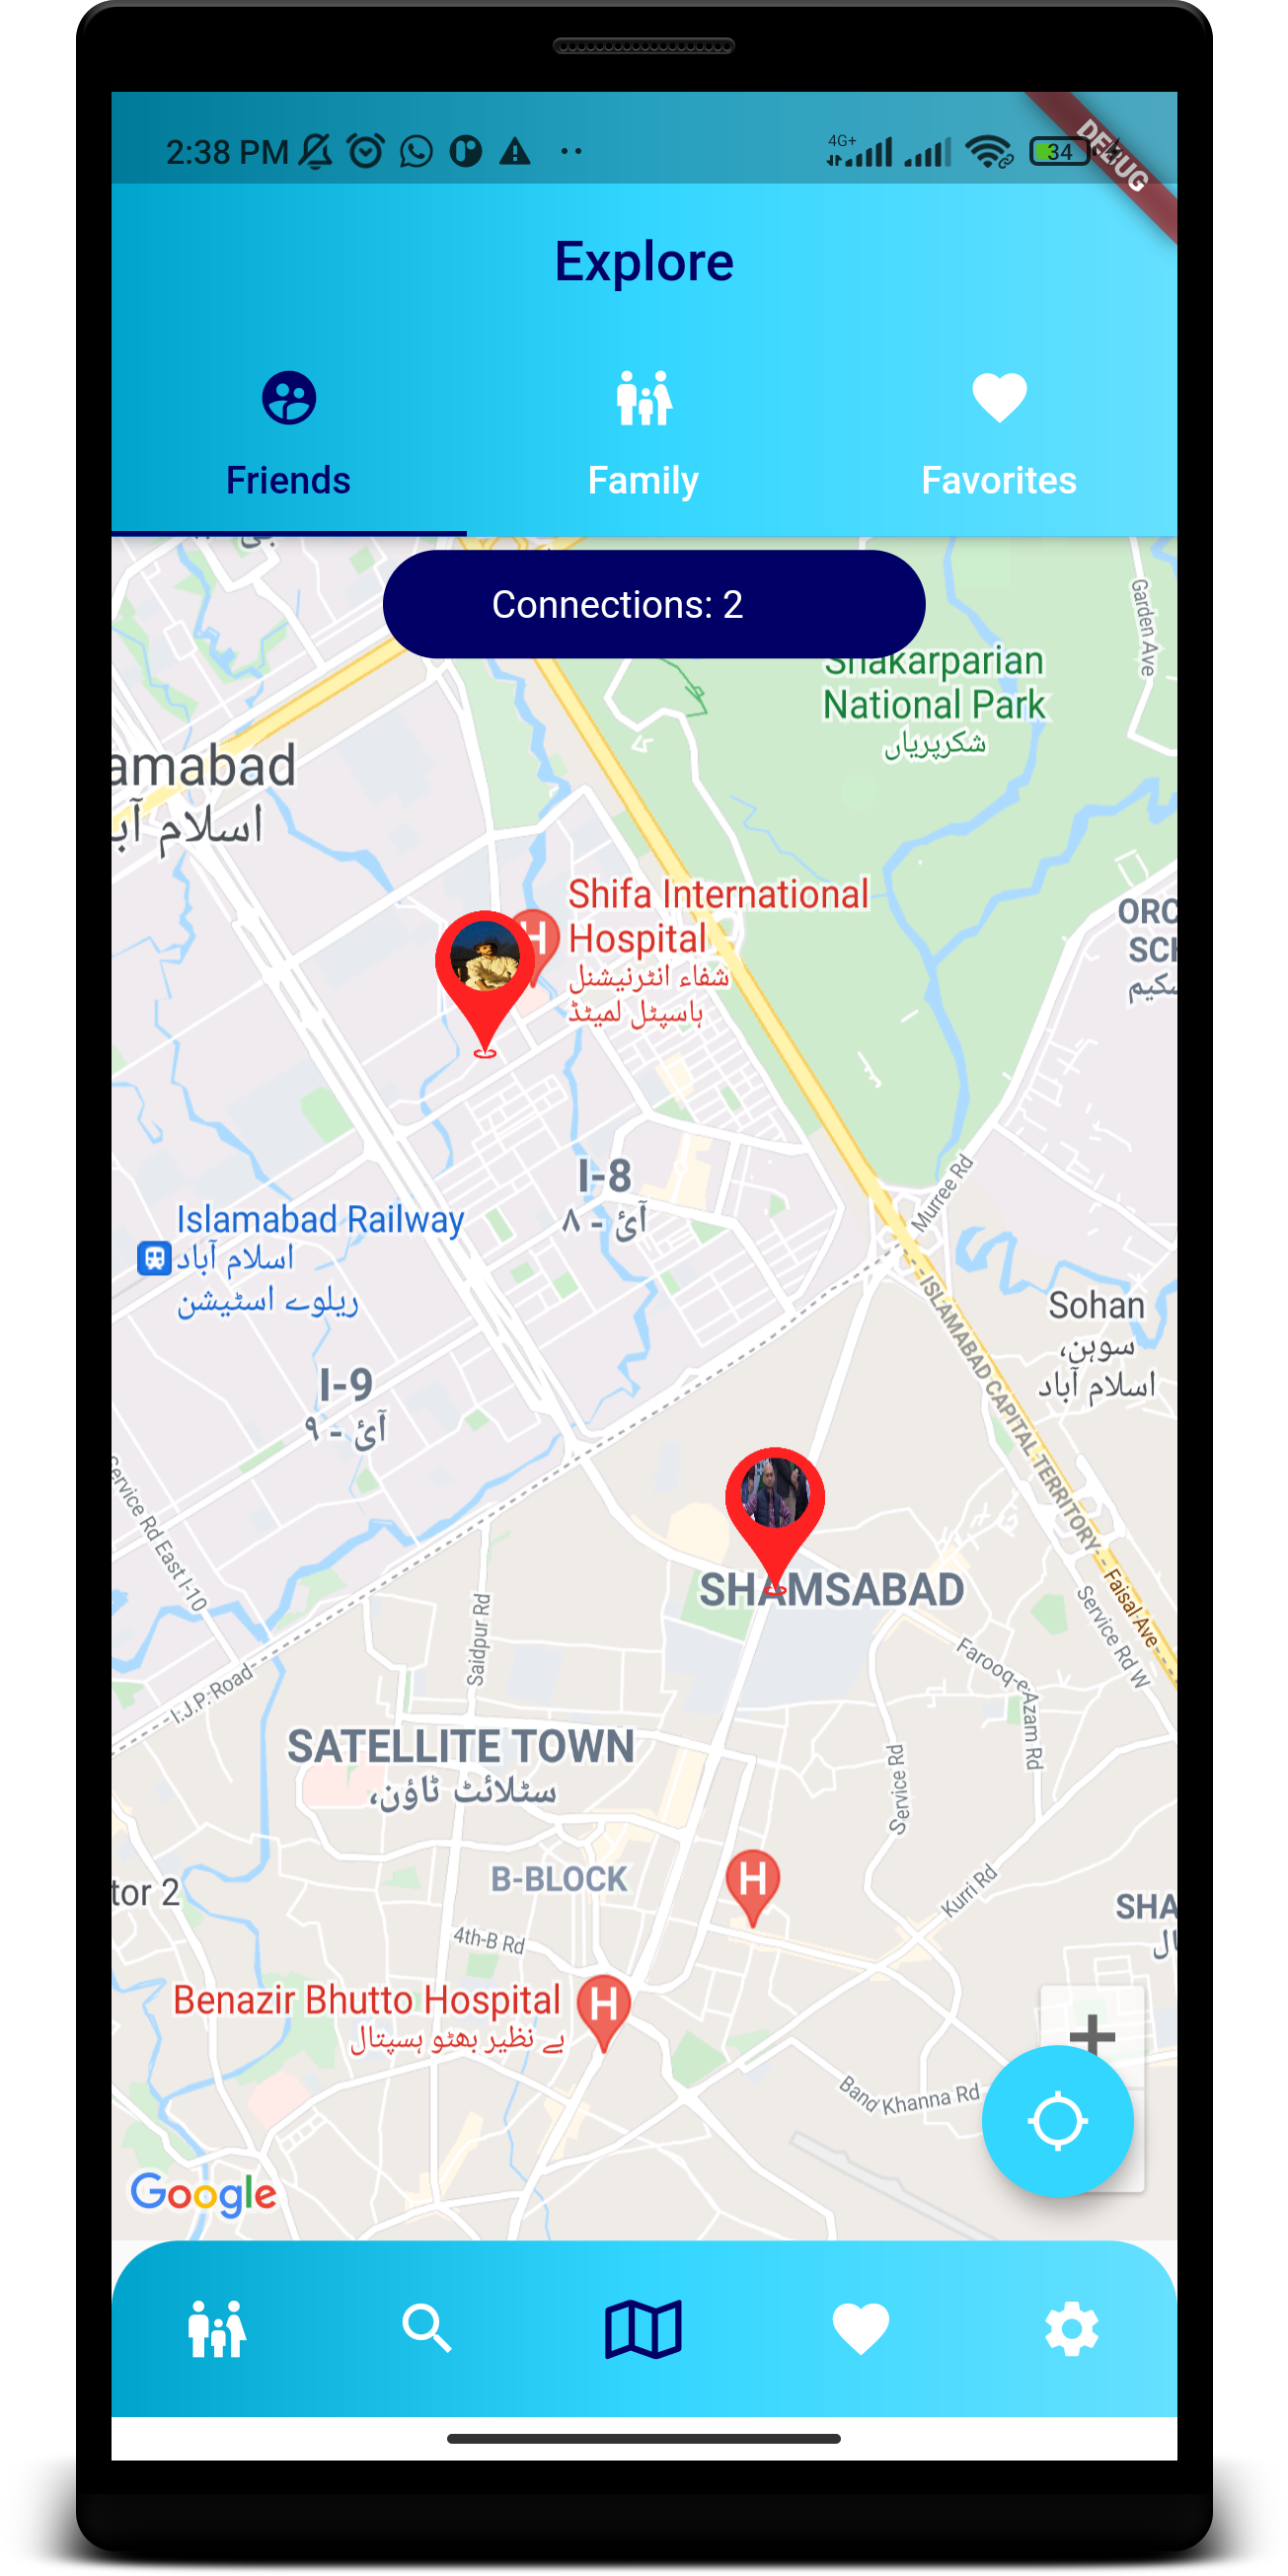 2:38 PM
4G+
34
DEBUG
Explore
Friends
Family
Favorites
Connections: 2
Garden Ave
Shakarparian
National Park
شکرپریاں
amabad
اسلام آب
Shifa International
Hospital
شفاء انٹرنیشنل
ہاسپٹل لمیٹڈ
ORC
SCH
سکیم
I-8
آئ - ۸
Murree Rd
Islamabad Railway
اسلام آباد
ریلوے اسٹیشن
ISLAMABAD CAPITAL TERRITORY
Sohan
سوہن،
اسلام آباد
I-9
آئ - ۹
Service Rd East I-10
SHAMSABAD
Faisal Ave
Service Rd W
Saidpur Rd
Farooq-e-Azam Rd
I.J.P. Road
SATELLITE TOWN
سٹلائٹ ٹاؤن،
Service Rd
B-BLOCK
H
Kurri Rd
tor 2
SHA
ال
4th-B Rd
Benazir Bhutto Hospital
H
بے نظیر بھٹو ہسپتال
Band Khanna Rd
Google